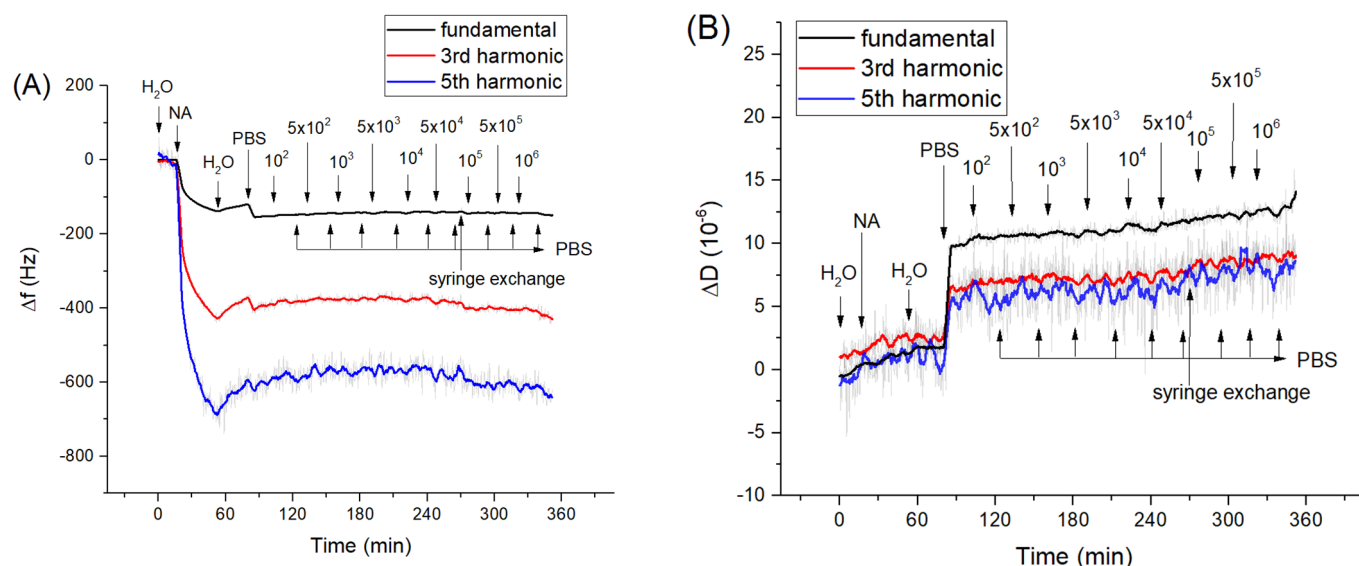 (A)
fundamental
3rd harmonic
5th harmonic
H₂O
NA
H₂O
PBS
10²
5x10²
10³
5x10³
10⁴
5x10⁴
10⁵
5x10⁵
10⁶
PBS
syringe exchange
200
0
-200
-400
-600
-800
Δf (Hz)
0 60 120 180 240 300 360
Time (min)
(B)
fundamental
3rd harmonic
5th harmonic
H₂O
NA
H₂O
PBS
10²
5x10²
10³
5x10³
10⁴
5x10⁴
10⁵
5x10⁵
10⁶
PBS
syringe exchange
25
20
15
10
5
0
-5
-10
ΔD (10⁻⁶)
0 60 120 180 240 300 360
Time (min)